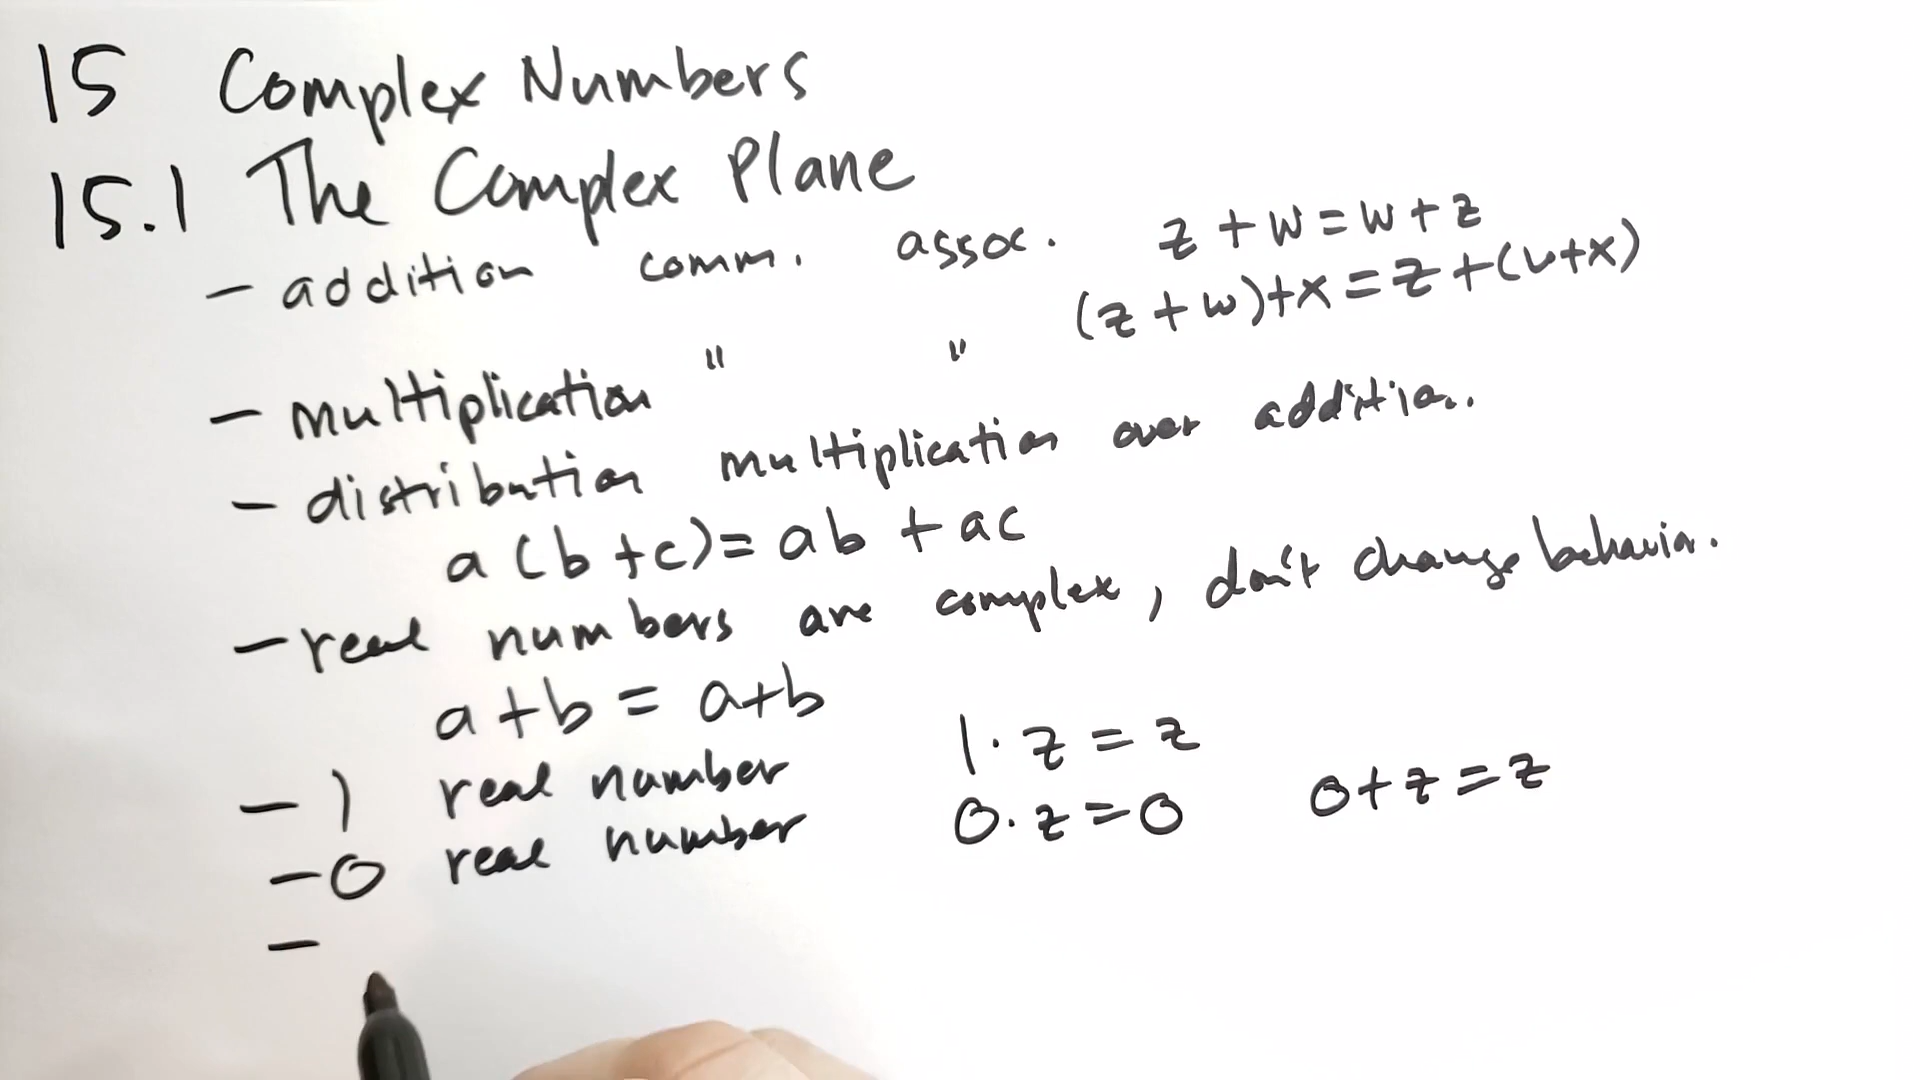 15 Complex Numbers
15.1 The Complex Plane
- addition comm. assoc. z + w = w + z
(z + w)+x = z +(w+x)
- multiplication " "
- distribution multiplication over addition.
a (b +c)= ab + ac
- real numbers are complex, don't change behavior.
a + b = a+b
- 1 real number 1 · z = z
- 0 real number 0 · z = 0 0+ z = z
-